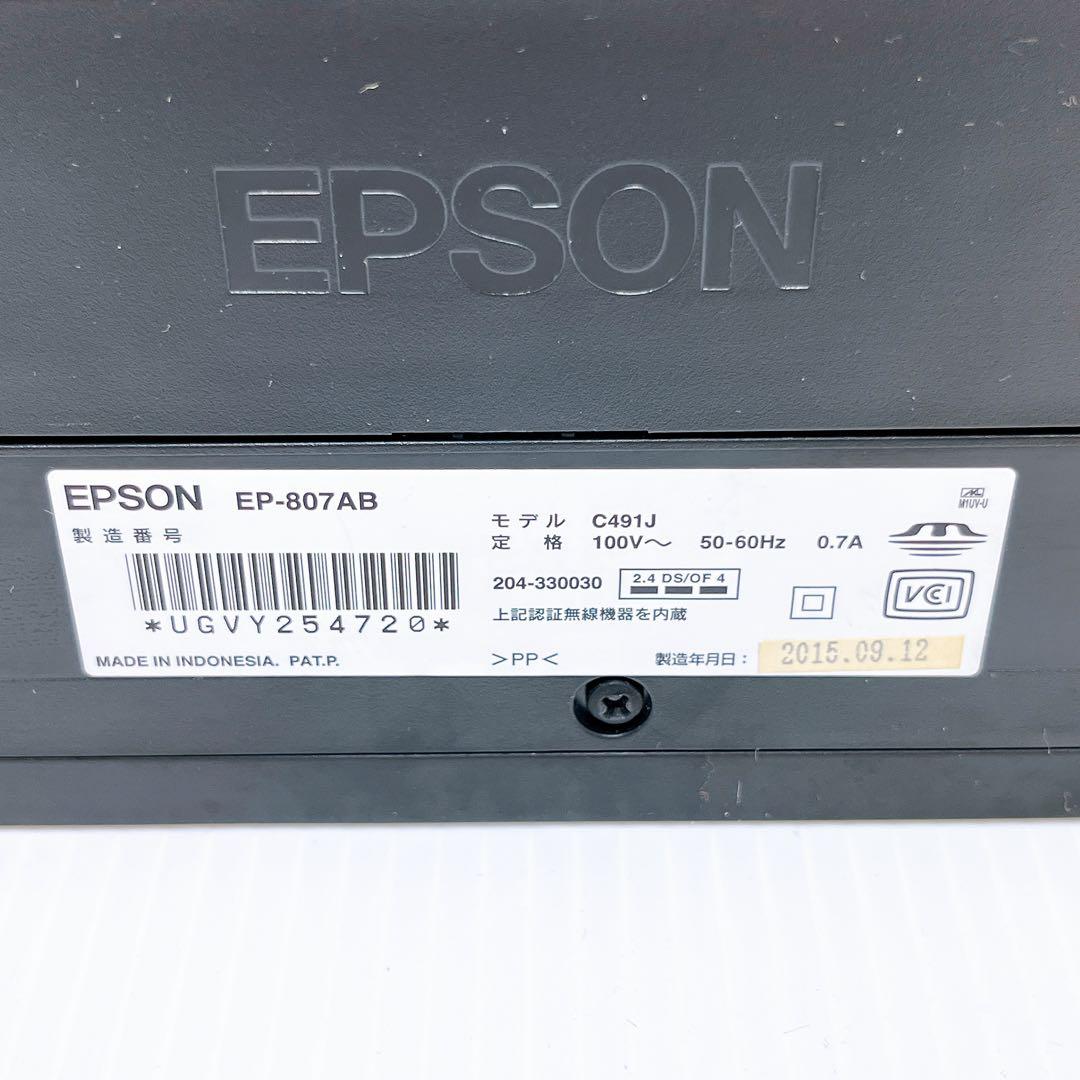 EPSON
EPSON EP-807AB
製造番号
*UGVY254720*
MADE IN INDONESIA. PAT.P.
モデル C491J
定格 100V～ 50-60Hz 0.7A
204-330030 2.4 DS/OF 4
上記認証無線機器を内蔵
>PP<
製造年月日： 2015.09.12
M1UV-U
VCI